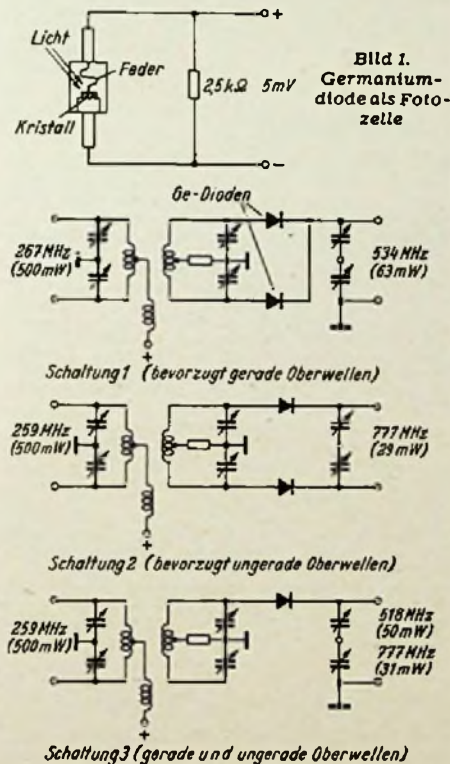 Licht
Feder
Kristall
2,5kΩ 5mV
+
−
Bild 1.
Germanium-
diode als Foto-
zelle
Ge-Dioden
267 MHz
(500mW)
534 MHz
(63mW)
+
Schaltung 1 (bevorzugt gerade Oberwellen)
259 MHz
(500mW)
777 MHz
(29mW)
+
Schaltung 2 (bevorzugt ungerade Oberwellen)
259 MHz
(500mW)
518 MHz
(50mW)
777 MHz
(31mW)
+
Schaltung 3 (gerade und ungerade Oberwellen)